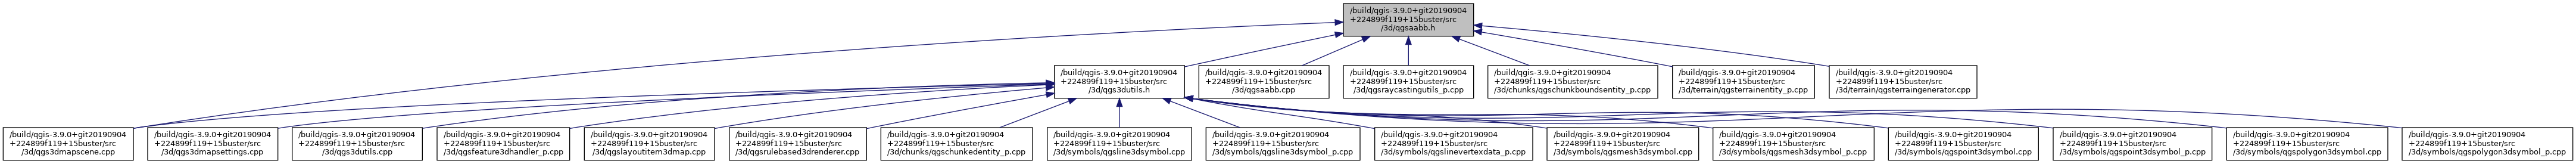 /build/qgis-3.9.0+git20190904
+224899f119+15buster/src
/3d/qgsaabb.h
/build/qgis-3.9.0+git20190904
+224899f119+15buster/src
/3d/qgs3dutils.h
/build/qgis-3.9.0+git20190904
+224899f119+15buster/src
/3d/qgsaabb.cpp
/build/qgis-3.9.0+git20190904
+224899f119+15buster/src
/3d/qgsraycastingutils_p.cpp
/build/qgis-3.9.0+git20190904
+224899f119+15buster/src
/3d/chunks/qgschunkboundsentity_p.cpp
/build/qgis-3.9.0+git20190904
+224899f119+15buster/src
/3d/terrain/qgsterrainentity_p.cpp
/build/qgis-3.9.0+git20190904
+224899f119+15buster/src
/3d/terrain/qgsterraingenerator.cpp
/build/qgis-3.9.0+git20190904
+224899f119+15buster/src
/3d/qgs3dmapscene.cpp
/build/qgis-3.9.0+git20190904
+224899f119+15buster/src
/3d/qgs3dmapsettings.cpp
/build/qgis-3.9.0+git20190904
+224899f119+15buster/src
/3d/qgs3dutils.cpp
/build/qgis-3.9.0+git20190904
+224899f119+15buster/src
/3d/qgsfeature3dhandler_p.cpp
/build/qgis-3.9.0+git20190904
+224899f119+15buster/src
/3d/qgslayoutitem3dmap.cpp
/build/qgis-3.9.0+git20190904
+224899f119+15buster/src
/3d/qgsrulebased3drenderer.cpp
/build/qgis-3.9.0+git20190904
+224899f119+15buster/src
/3d/chunks/qgschunkedentity_p.cpp
/build/qgis-3.9.0+git20190904
+224899f119+15buster/src
/3d/symbols/qgsline3dsymbol.cpp
/build/qgis-3.9.0+git20190904
+224899f119+15buster/src
/3d/symbols/qgsline3dsymbol_p.cpp
/build/qgis-3.9.0+git20190904
+224899f119+15buster/src
/3d/symbols/qgslinevertexdata_p.cpp
/build/qgis-3.9.0+git20190904
+224899f119+15buster/src
/3d/symbols/qgsmesh3dsymbol.cpp
/build/qgis-3.9.0+git20190904
+224899f119+15buster/src
/3d/symbols/qgsmesh3dsymbol_p.cpp
/build/qgis-3.9.0+git20190904
+224899f119+15buster/src
/3d/symbols/qgspoint3dsymbol.cpp
/build/qgis-3.9.0+git20190904
+224899f119+15buster/src
/3d/symbols/qgspoint3dsymbol_p.cpp
/build/qgis-3.9.0+git20190904
+224899f119+15buster/src
/3d/symbols/qgspolygon3dsymbol.cpp
/build/qgis-3.9.0+git20190904
+224899f119+15buster/src
/3d/symbols/qgspolygon3dsymbol_p.cpp